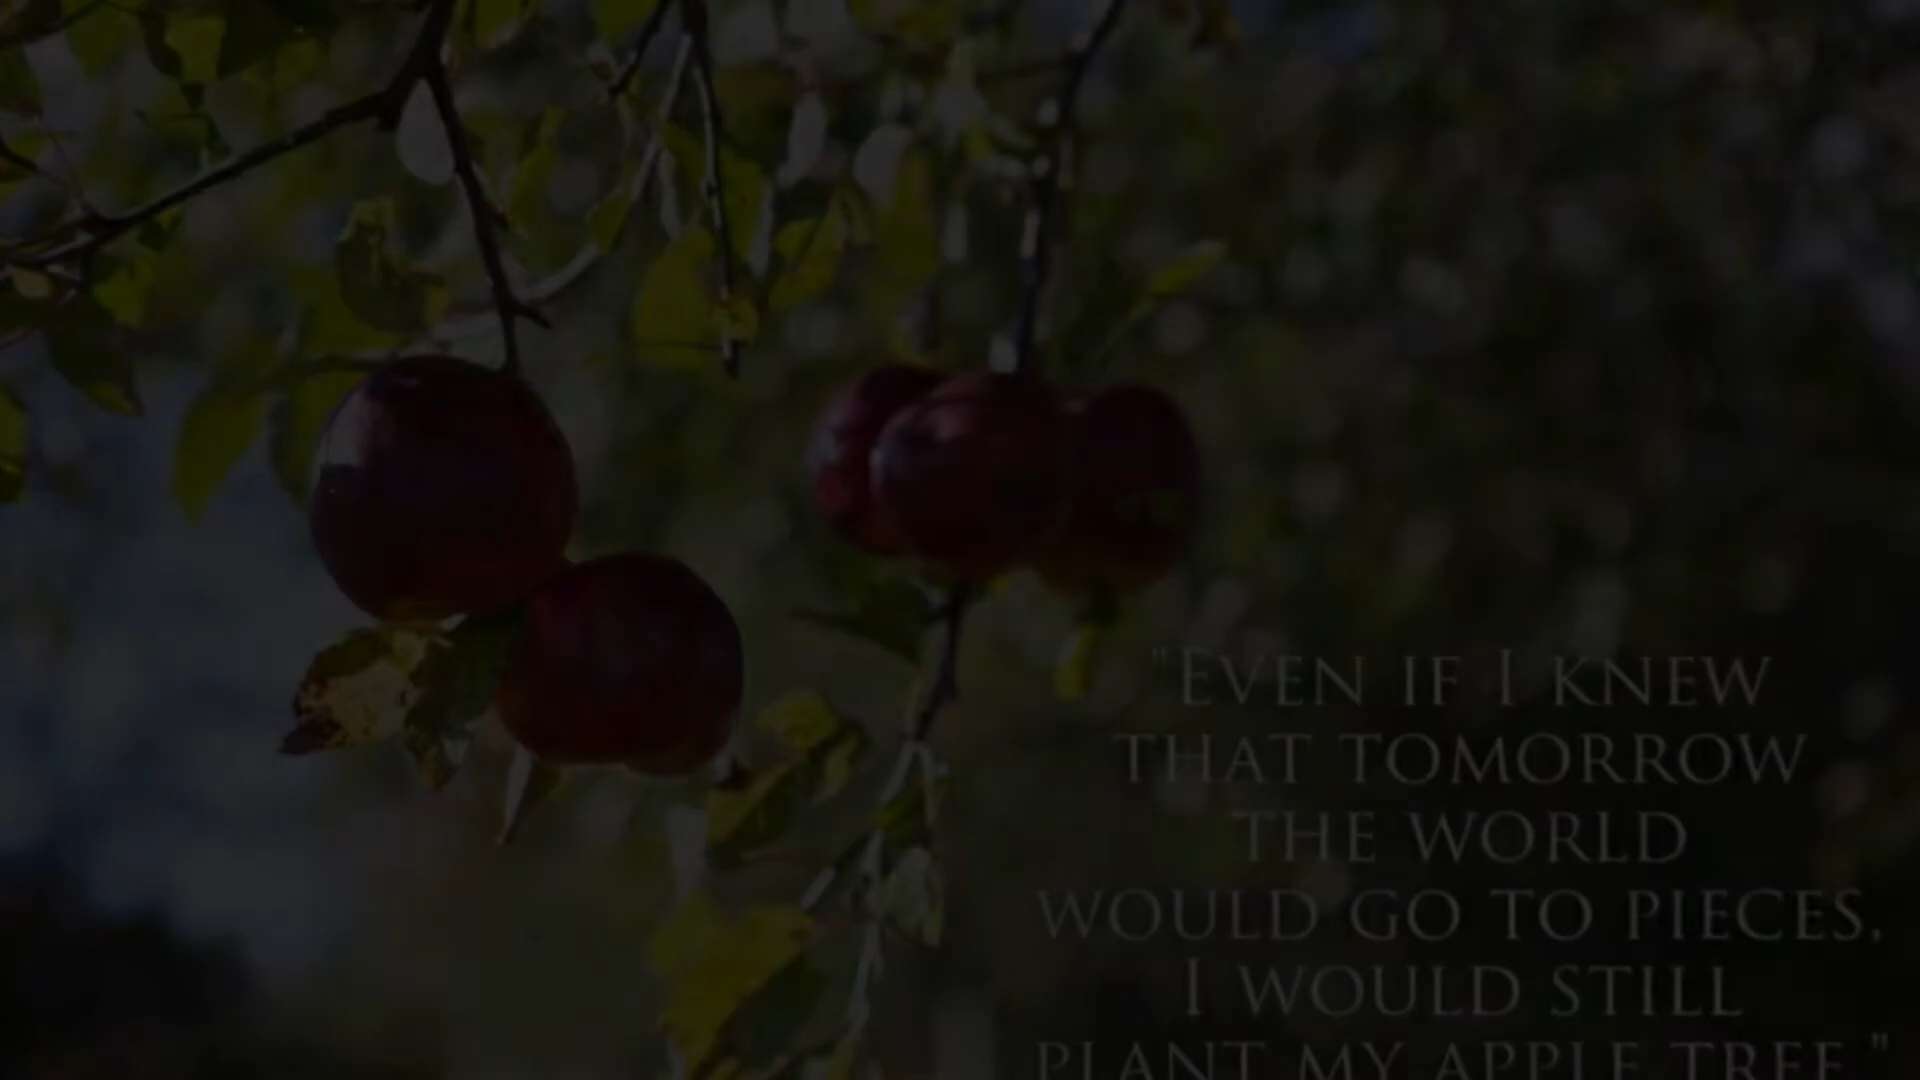 "EVEN IF I KNEW
THAT TOMORROW
THE WORLD
WOULD GO TO PIECES,
I WOULD STILL
PLANT MY APPLE TREE."